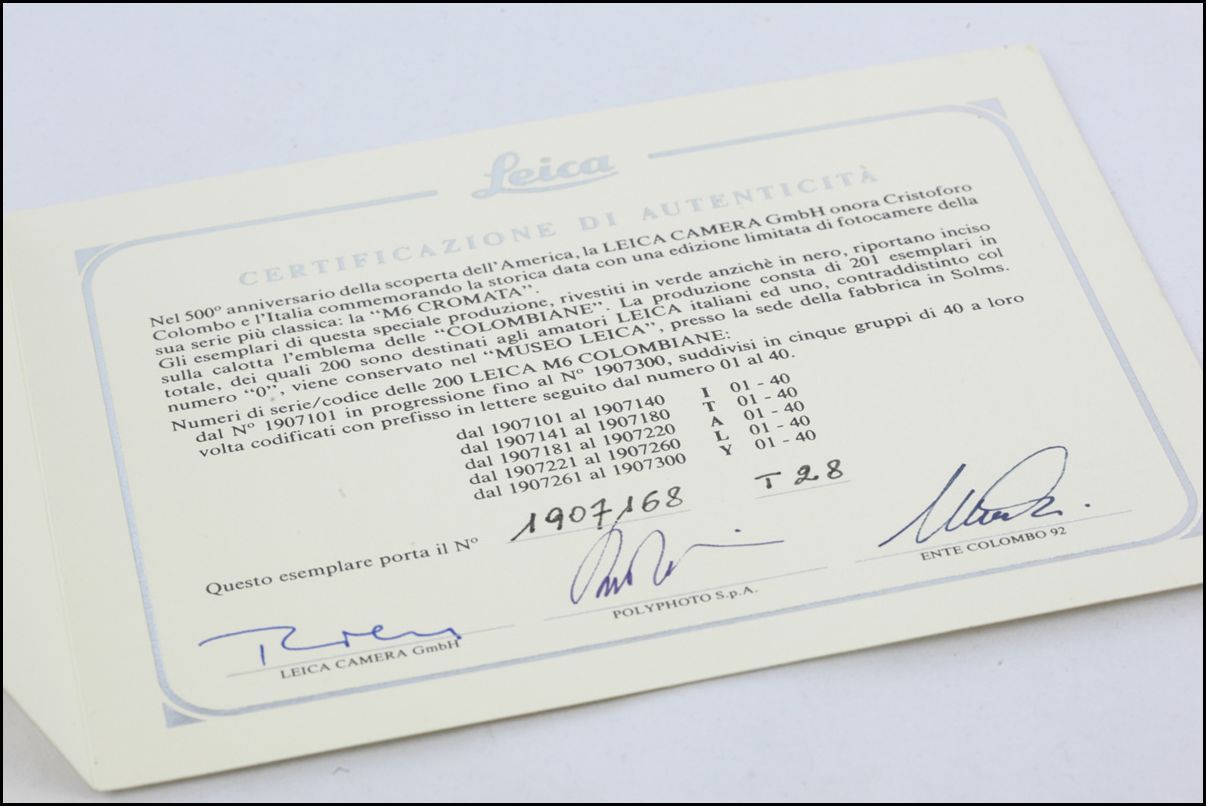 Leica
CERTIFICAZIONE DI AUTENTICITÀ
Nel 500º anniversario della scoperta dell'America, la LEICA CAMERA GmbH onora Cristoforo
Colombo e l'Italia commemorando la storica data con una edizione limitata di fotocamere della
sua serie più classica: la "M6 CROMATA".
Gli esemplari di questa speciale produzione, rivestiti in verde anzichè in nero, riportano inciso
sulla calotta l'emblema delle "COLOMBIANE". La produzione consta di 201 esemplari in
totale, dei quali 200 sono destinati agli amatori LEICA italiani ed uno, contraddistinto col
numero "0", viene conservato nel "MUSEO LEICA", presso la sede della fabbrica in Solms.
Numeri di serie/codice delle 200 LEICA M6 COLOMBIANE:
dal Nº 1907101 in progressione fino al Nº 1907300, suddivisi in cinque gruppi di 40 a loro
volta codificati con prefisso in lettere seguito dal numero 01 al 40.
dal 1907101 al 1907140 I 01 - 40
dal 1907141 al 1907180 T 01 - 40
dal 1907181 al 1907220 A 01 - 40
dal 1907221 al 1907260 L 01 - 40
dal 1907261 al 1907300 Y 01 - 40
Questo esemplare porta il Nº 1907168 T 28
LEICA CAMERA GmbH POLYPHOTO S.p.A. ENTE COLOMBO 92